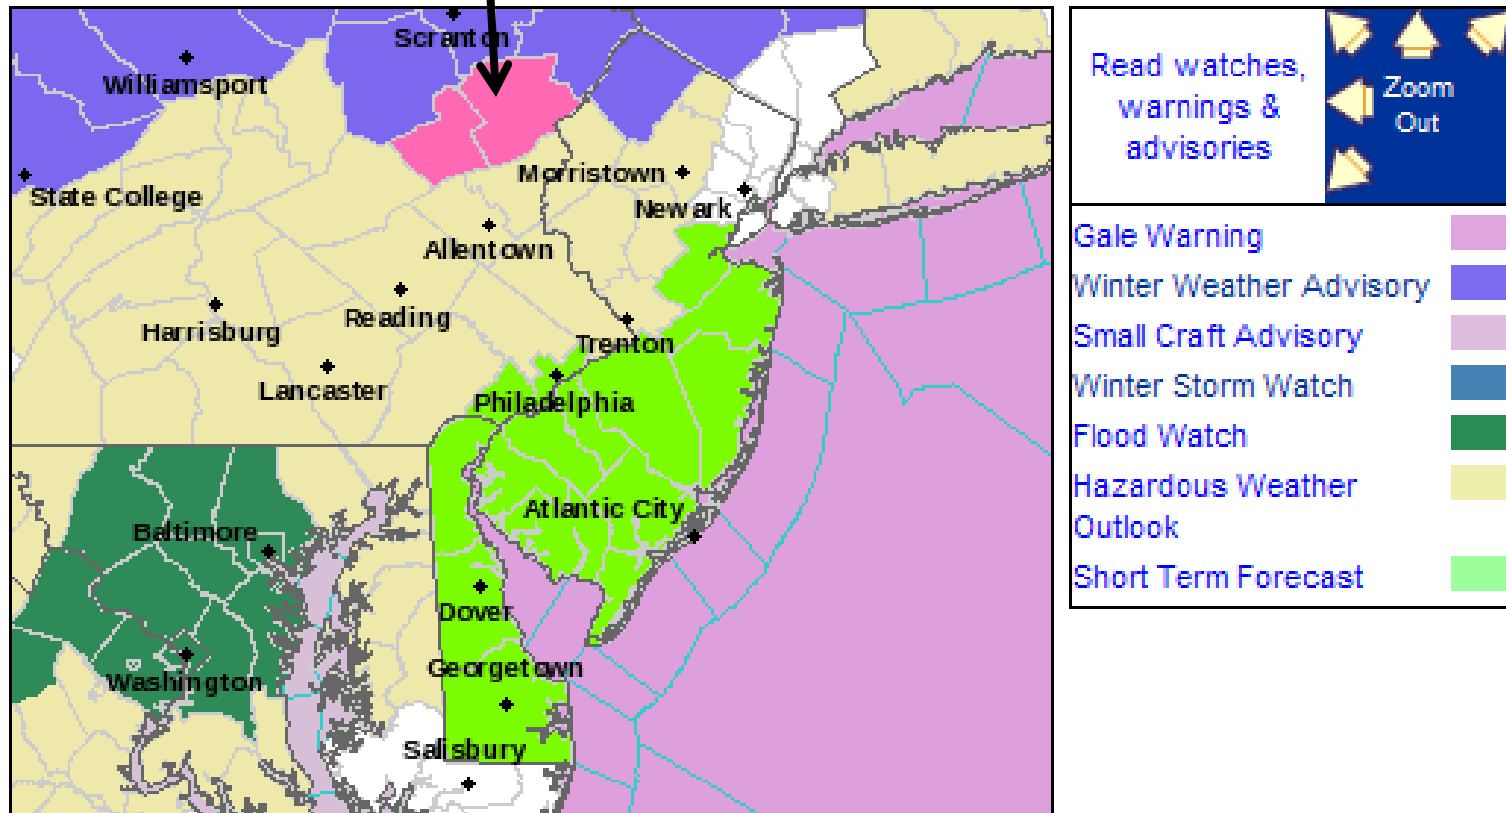 Scranton
Williamsport
State College
Morristown
Newark
Allentown
Harrisburg
Reading
Trenton
Lancaster
Philadelphia
Atlantic City
Baltimore
Dover
Georgetown
Washington
Salisbury
Read watches,
warnings &
advisories
Zoom
Out
Gale Warning
Winter Weather Advisory
Small Craft Advisory
Winter Storm Watch
Flood Watch
Hazardous Weather
Outlook
Short Term Forecast